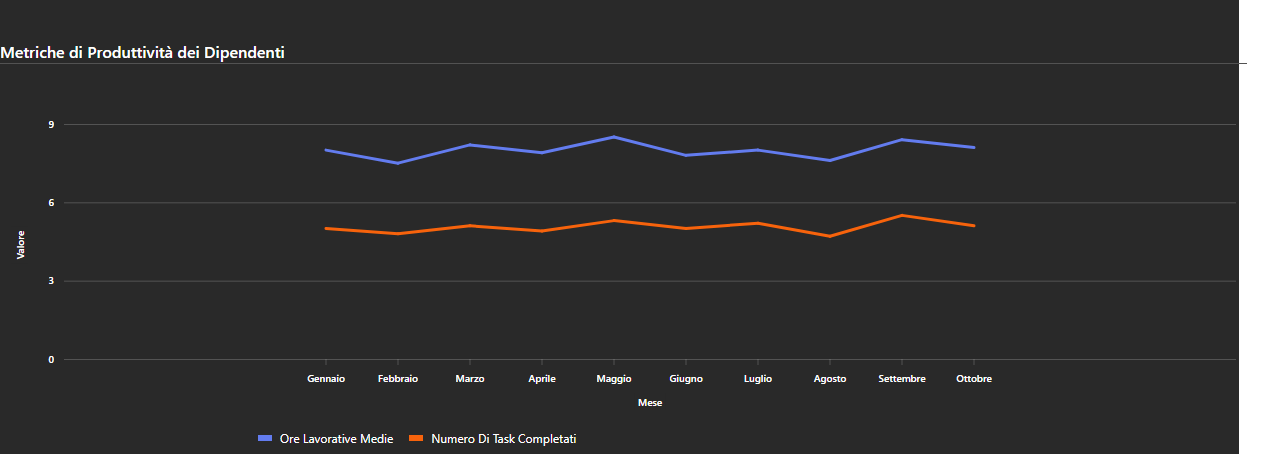 Metriche di Produttività dei Dipendenti
9
6
3
0
Valore
Gennaio Febbraio Marzo Aprile Maggio Giugno Luglio Agosto Settembre Ottobre
Mese
Ore Lavorative Medie Numero Di Task Completati